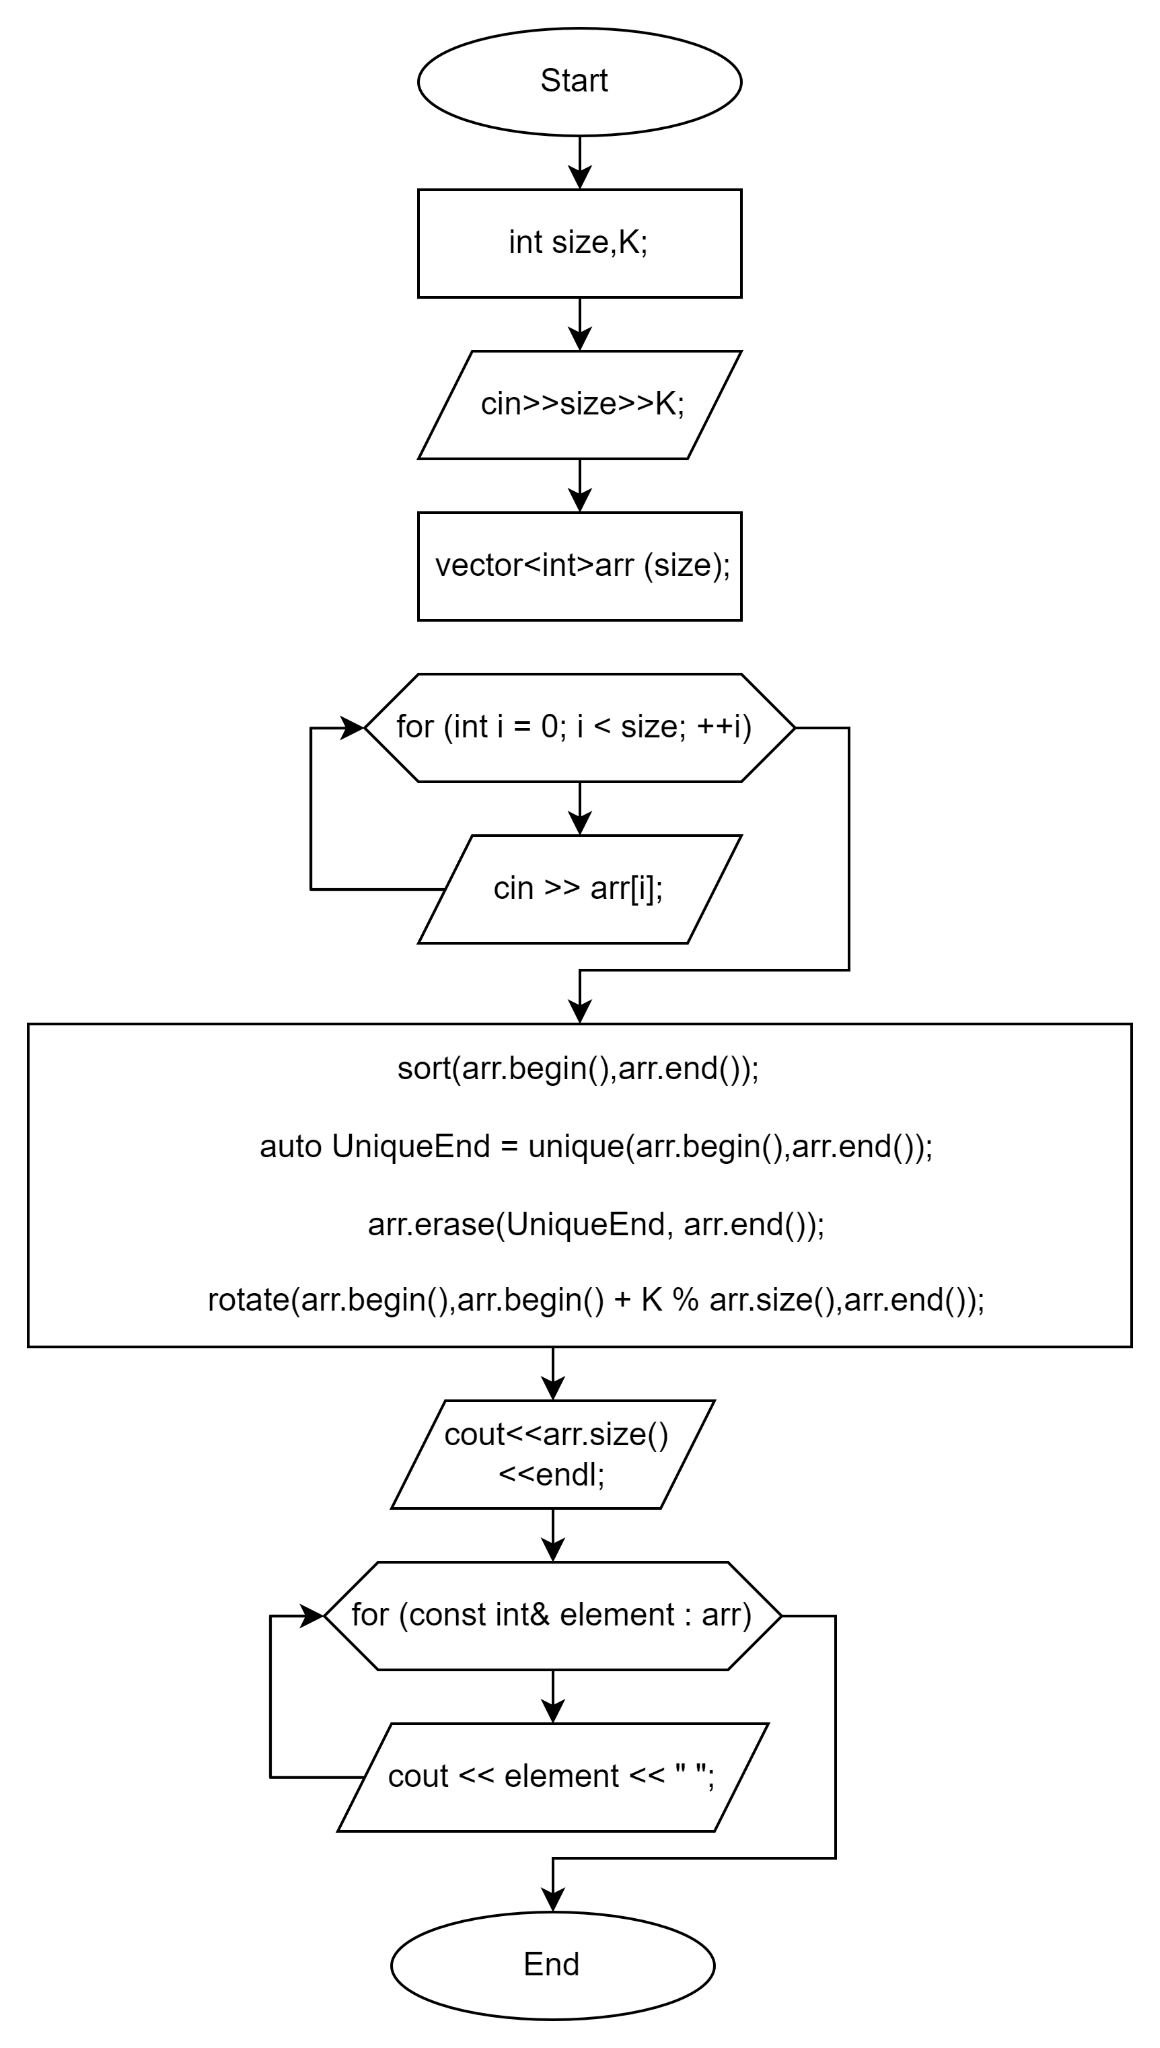 Start
int size,K;
cin>>size>>K;
vector<int>arr (size);
for (int i = 0; i < size; ++i)
cin >> arr[i];
sort(arr.begin(),arr.end());
auto UniqueEnd = unique(arr.begin(),arr.end());
arr.erase(UniqueEnd, arr.end());
rotate(arr.begin(),arr.begin() + K % arr.size(),arr.end());
cout<<arr.size()
<<endl;
for (const int& element : arr)
cout << element << " ";
End